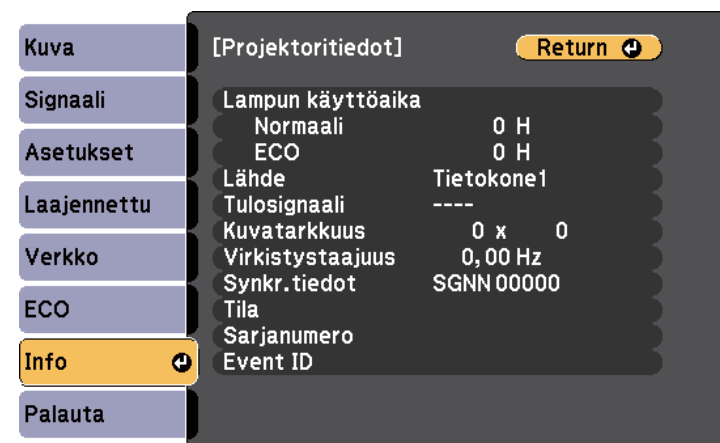 Kuva
Signaali
Asetukset
Laajennettu
Verkko
ECO
Info
Palauta
[Projektoritiedot] Return
Lampun käyttöaika
Normaali 0 H
ECO 0 H
Lähde Tietokone1
Tulosignaali ----
Kuvatarkkuus 0 x 0
Virkistystaajuus 0,00 Hz
Synkr.tiedot SGNN 00000
Tila
Sarjanumero
Event ID